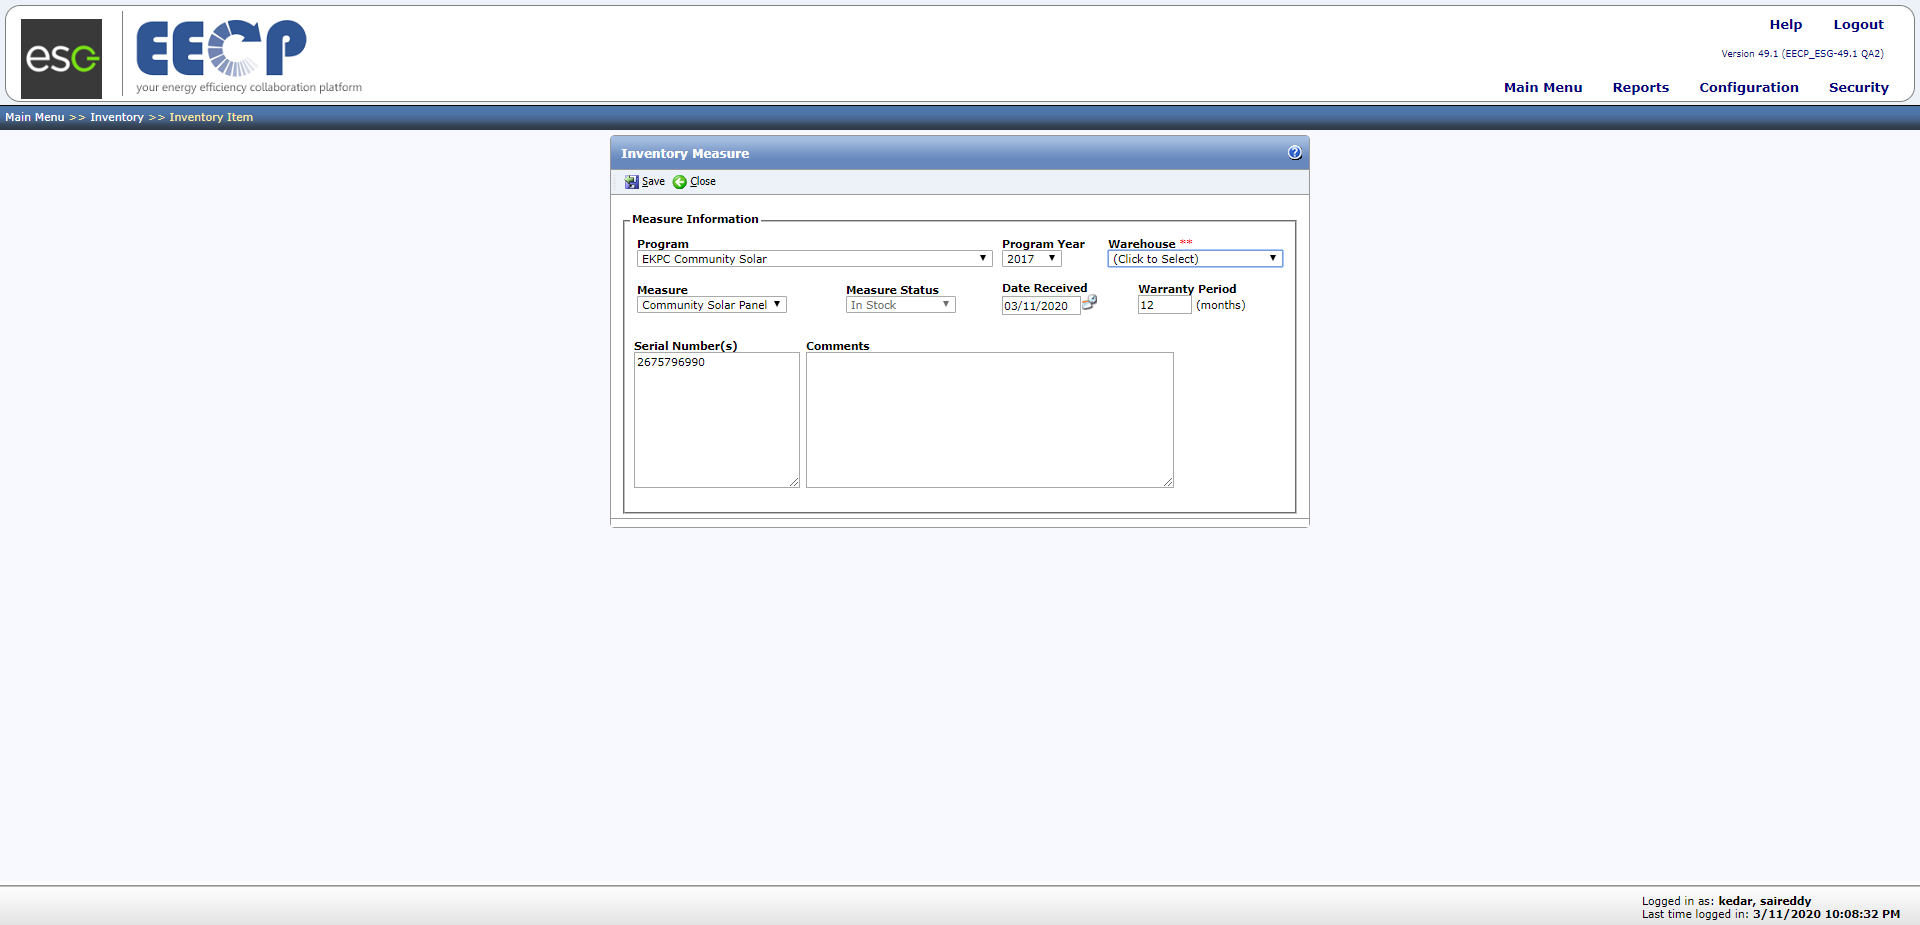 esg
EECP
your energy efficiency collaboration platform
Help Logout
Version 49.1 (EECP_ESG-49.1 QA2)
Main Menu Reports Configuration Security
Main Menu >> Inventory >> Inventory Item
Inventory Measure
Save Close
Measure Information
Program Program Year Warehouse **
EKPC Community Solar 2017 (Click to Select)
Measure Measure Status Date Received Warranty Period
Community Solar Panel In Stock 03/11/2020 12 (months)
Serial Number(s) Comments
2675796990
Logged in as: kedar, saireddy
Last time logged in: 3/11/2020 10:08:32 PM